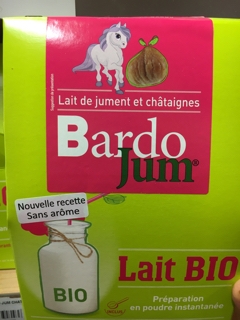 Lait de jument et châtaignes
Bardo
Jum®
Nouvelle recette
Sans arôme
BIO
Lait BIO
Préparation
en poudre instantanée